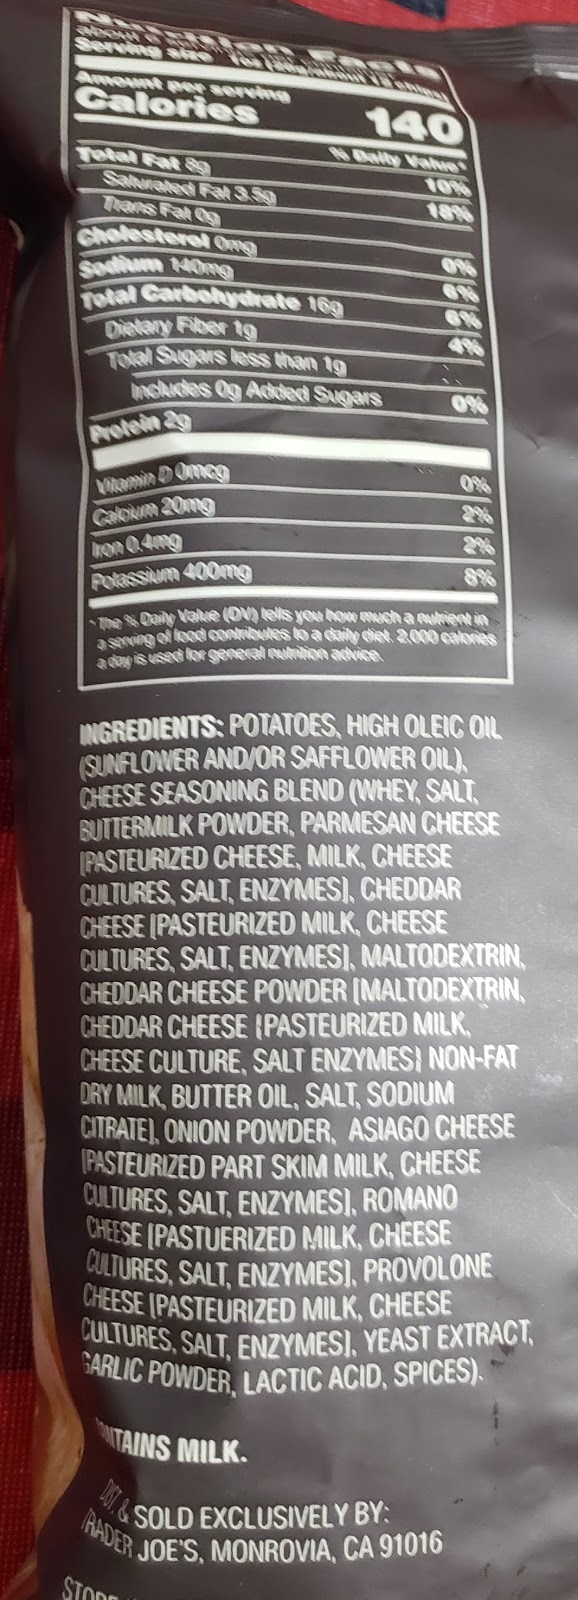 Nutrition Facts
about
Serving size
Amount per serving
Calories 140
% Daily Value*
Total Fat 8g 10%
Saturated Fat 3.5g 18%
Trans Fat 0g
Cholesterol 0mg 0%
Sodium 140mg 6%
Total Carbohydrate 16g 6%
Dietary Fiber 1g 4%
Total Sugars less than 1g
Includes 0g Added Sugars 0%
Protein 2g
Vitamin D 0mcg 0%
Calcium 20mg 2%
Iron 0.4mg 2%
Potassium 400mg 8%
* The % Daily Value (DV) tells you how much a nutrient in
a serving of food contributes to a daily diet. 2,000 calories
a day is used for general nutrition advice.
INGREDIENTS: POTATOES, HIGH OLEIC OIL
(SUNFLOWER AND/OR SAFFLOWER OIL),
CHEESE SEASONING BLEND (WHEY, SALT,
BUTTERMILK POWDER, PARMESAN CHEESE
[PASTEURIZED CHEESE, MILK, CHEESE
CULTURES, SALT, ENZYMES], CHEDDAR
CHEESE [PASTEURIZED MILK, CHEESE
CULTURES, SALT, ENZYMES], MALTODEXTRIN,
CHEDDAR CHEESE POWDER [MALTODEXTRIN,
CHEDDAR CHEESE {PASTEURIZED MILK,
CHEESE CULTURE, SALT ENZYMES} NON-FAT
DRY MILK, BUTTER OIL, SALT, SODIUM
CITRATE], ONION POWDER, ASIAGO CHEESE
[PASTEURIZED PART SKIM MILK, CHEESE
CULTURES, SALT, ENZYMES], ROMANO
CHEESE [PASTUERIZED MILK, CHEESE
CULTURES, SALT, ENZYMES], PROVOLONE
CHEESE [PASTEURIZED MILK, CHEESE
CULTURES, SALT, ENZYMES], YEAST EXTRACT,
GARLIC POWDER, LACTIC ACID, SPICES).
CONTAINS MILK.
DIST. & SOLD EXCLUSIVELY BY:
TRADER JOE'S, MONROVIA, CA 91016